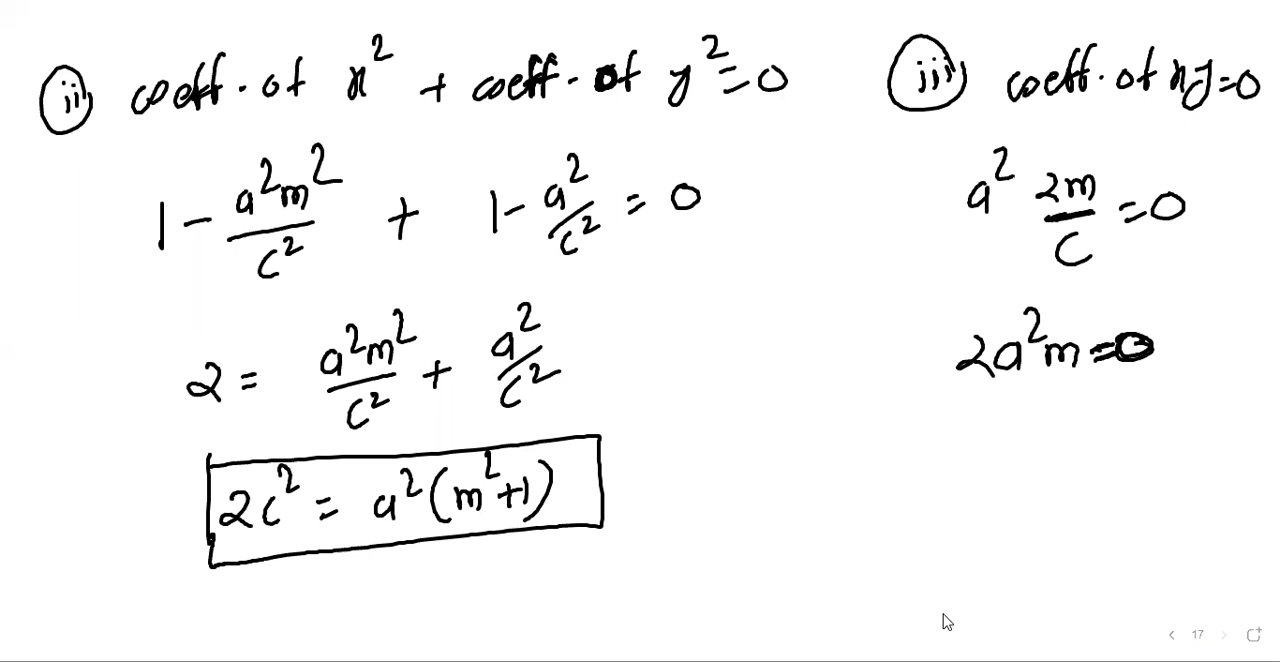 (ii) coeff. of x² + coeff. of y² = 0
1 - a²m²/c² + 1 - a²/c² = 0
2 = a²m²/c² + a²/c²
2c² = a²(m²+1)
(iii) coeff. of xy = 0
a² 2m/c = 0
2a²m = 0
17